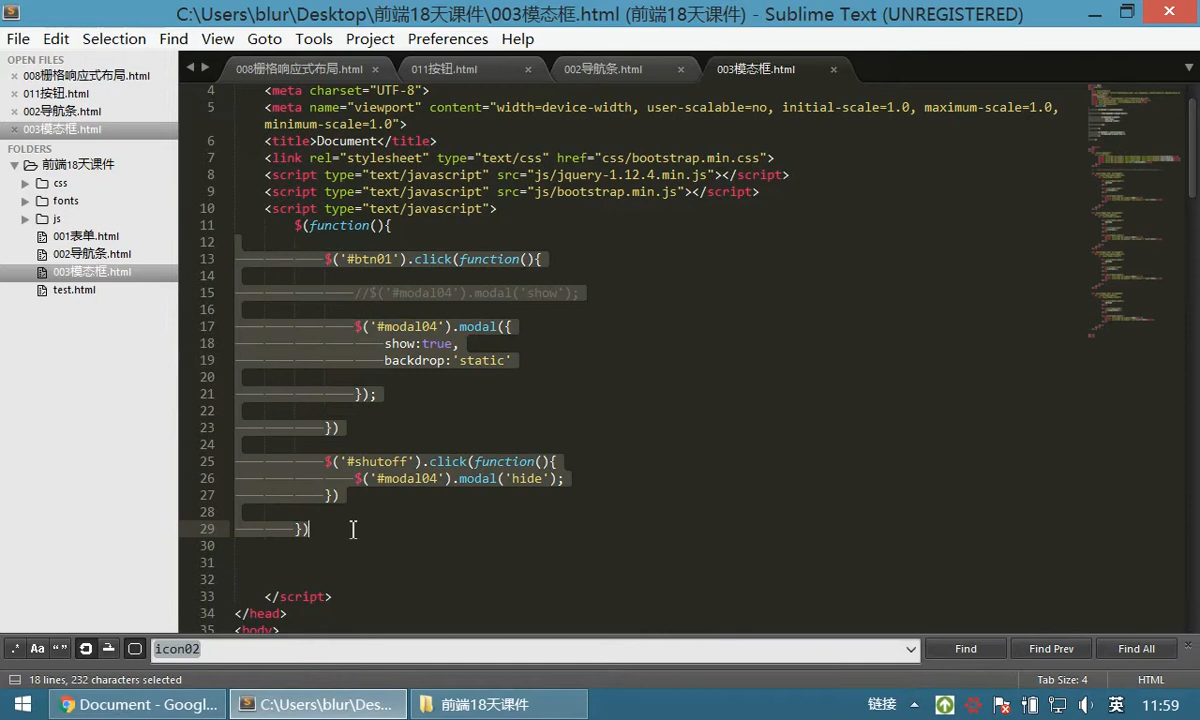 C:\Users\blur\Desktop\前端18天课件\003模态框.html (前端18天课件) - Sublime Text (UNREGISTERED)
File Edit Selection Find View Goto Tools Project Preferences Help
OPEN FILES
008栅格响应式布局.html
011按钮.html
002导航条.html
003模态框.html
FOLDERS
前端18天课件
css
fonts
js
001表单.html
002导航条.html
003模态框.html
test.html
008栅格响应式布局.html 011按钮.html 002导航条.html 003模态框.html
4 <meta charset="UTF-8">
5 <meta name="viewport" content="width=device-width, user-scalable=no, initial-scale=1.0, maximum-scale=1.0,
minimum-scale=1.0">
6 <title>Document</title>
7 <link rel="stylesheet" type="text/css" href="css/bootstrap.min.css">
8 <script type="text/javascript" src="js/jquery-1.12.4.min.js"></script>
9 <script type="text/javascript" src="js/bootstrap.min.js"></script>
10 <script type="text/javascript">
11 $(function(){
12
13 $('#btn01').click(function(){
14
15 //$('#modal04').modal('show');
16
17 $('#modal04').modal({
18 show:true,
19 backdrop:'static'
20
21 });
22
23 })
24
25 $('#shutoff').click(function(){
26 $('#modal04').modal('hide');
27 })
28
29 })
30
31
32
33 </script>
34 </head>
35 <body>
.* Aa “” icon02 Find Find Prev Find All
18 lines, 232 characters selected Tab Size: 4 HTML
Document - Googl... C:\Users\blur\Des... 前端18天课件 链接 英 11:59